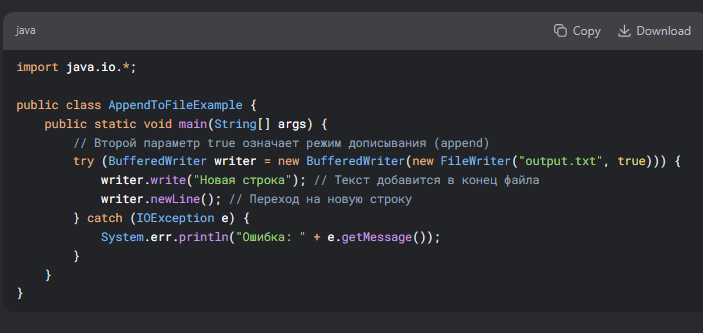 java
Copy
Download
import java.io.*;
public class AppendToFileExample {
public static void main(String[] args) {
// Второй параметр true означает режим дописывания (append)
try (BufferedWriter writer = new BufferedWriter(new FileWriter("output.txt", true))) {
writer.write("Новая строка"); // Текст добавится в конец файла
writer.newLine(); // Переход на новую строку
} catch (IOException e) {
System.err.println("Ошибка: " + e.getMessage());
}
}
}